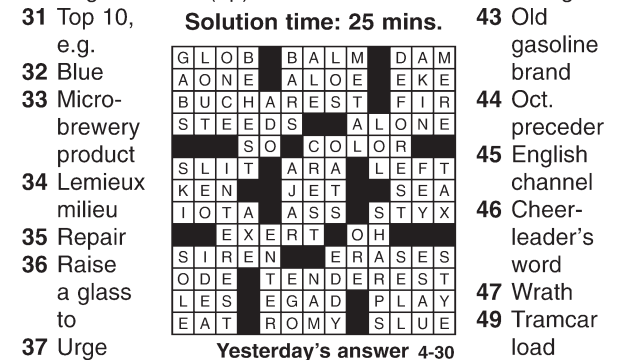 31 Top 10,
e.g.
32 Blue
33 Micro-
brewery
product
34 Lemieux
milieu
35 Repair
36 Raise
a glass
to
37 Urge
Solution time: 25 mins.
G L O B B A L M D A M
A O N E A L O E E K E
B U C H A R E S T F I R
S T E E D S A L O N E
S O C O L O R
S L I T A R A L E F T
K E N J E T S E A
I O T A A S S S T Y X
E X E R T O H
S I R E N E R A S E S
O D E T E N D E R E S T
L E S E G A D P L A Y
E A T R O M Y S L U E
Yesterday's answer 4-30
43 Old
gasoline
brand
44 Oct.
preceder
45 English
channel
46 Cheer-
leader's
word
47 Wrath
49 Tramcar
load